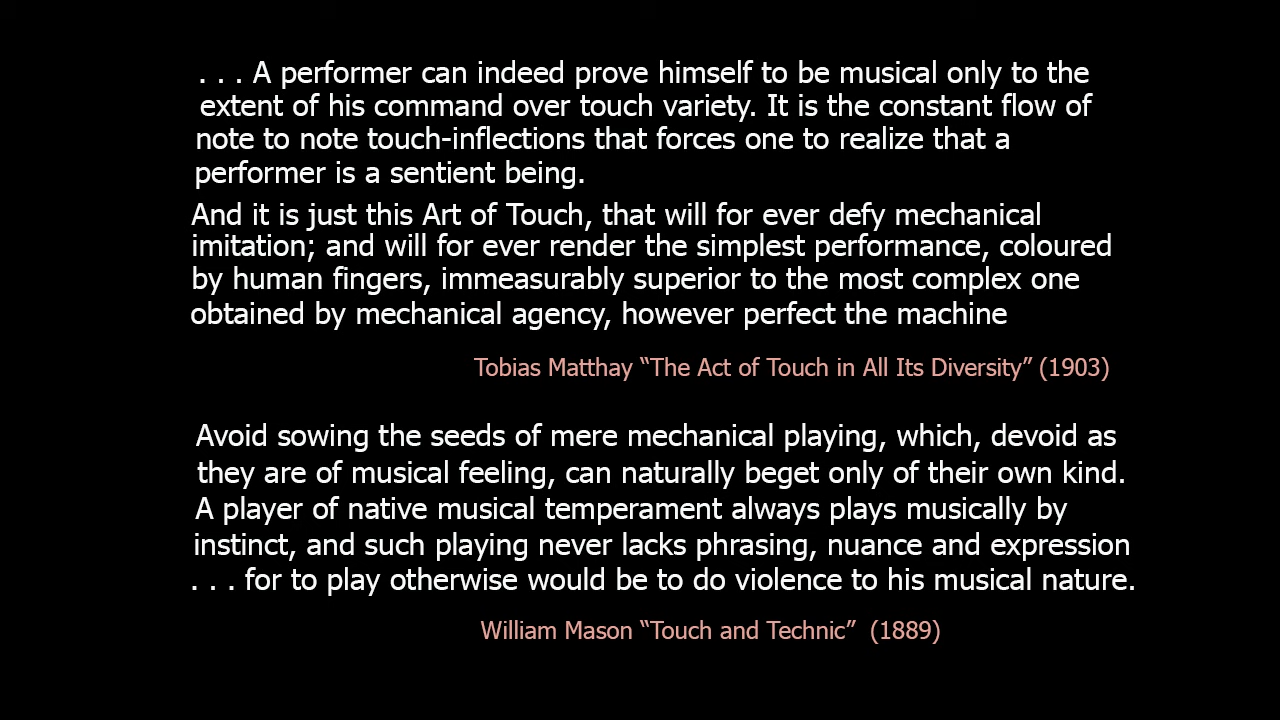 . . . A performer can indeed prove himself to be musical only to the
extent of his command over touch variety. It is the constant flow of
note to note touch-inflections that forces one to realize that a
performer is a sentient being.
And it is just this Art of Touch, that will for ever defy mechanical
imitation; and will for ever render the simplest performance, coloured
by human fingers, immeasurably superior to the most complex one
obtained by mechanical agency, however perfect the machine
Tobias Matthay “The Act of Touch in All Its Diversity” (1903)
Avoid sowing the seeds of mere mechanical playing, which, devoid as
they are of musical feeling, can naturally beget only of their own kind.
A player of native musical temperament always plays musically by
instinct, and such playing never lacks phrasing, nuance and expression
. . . for to play otherwise would be to do violence to his musical nature.
William Mason “Touch and Technic” (1889)